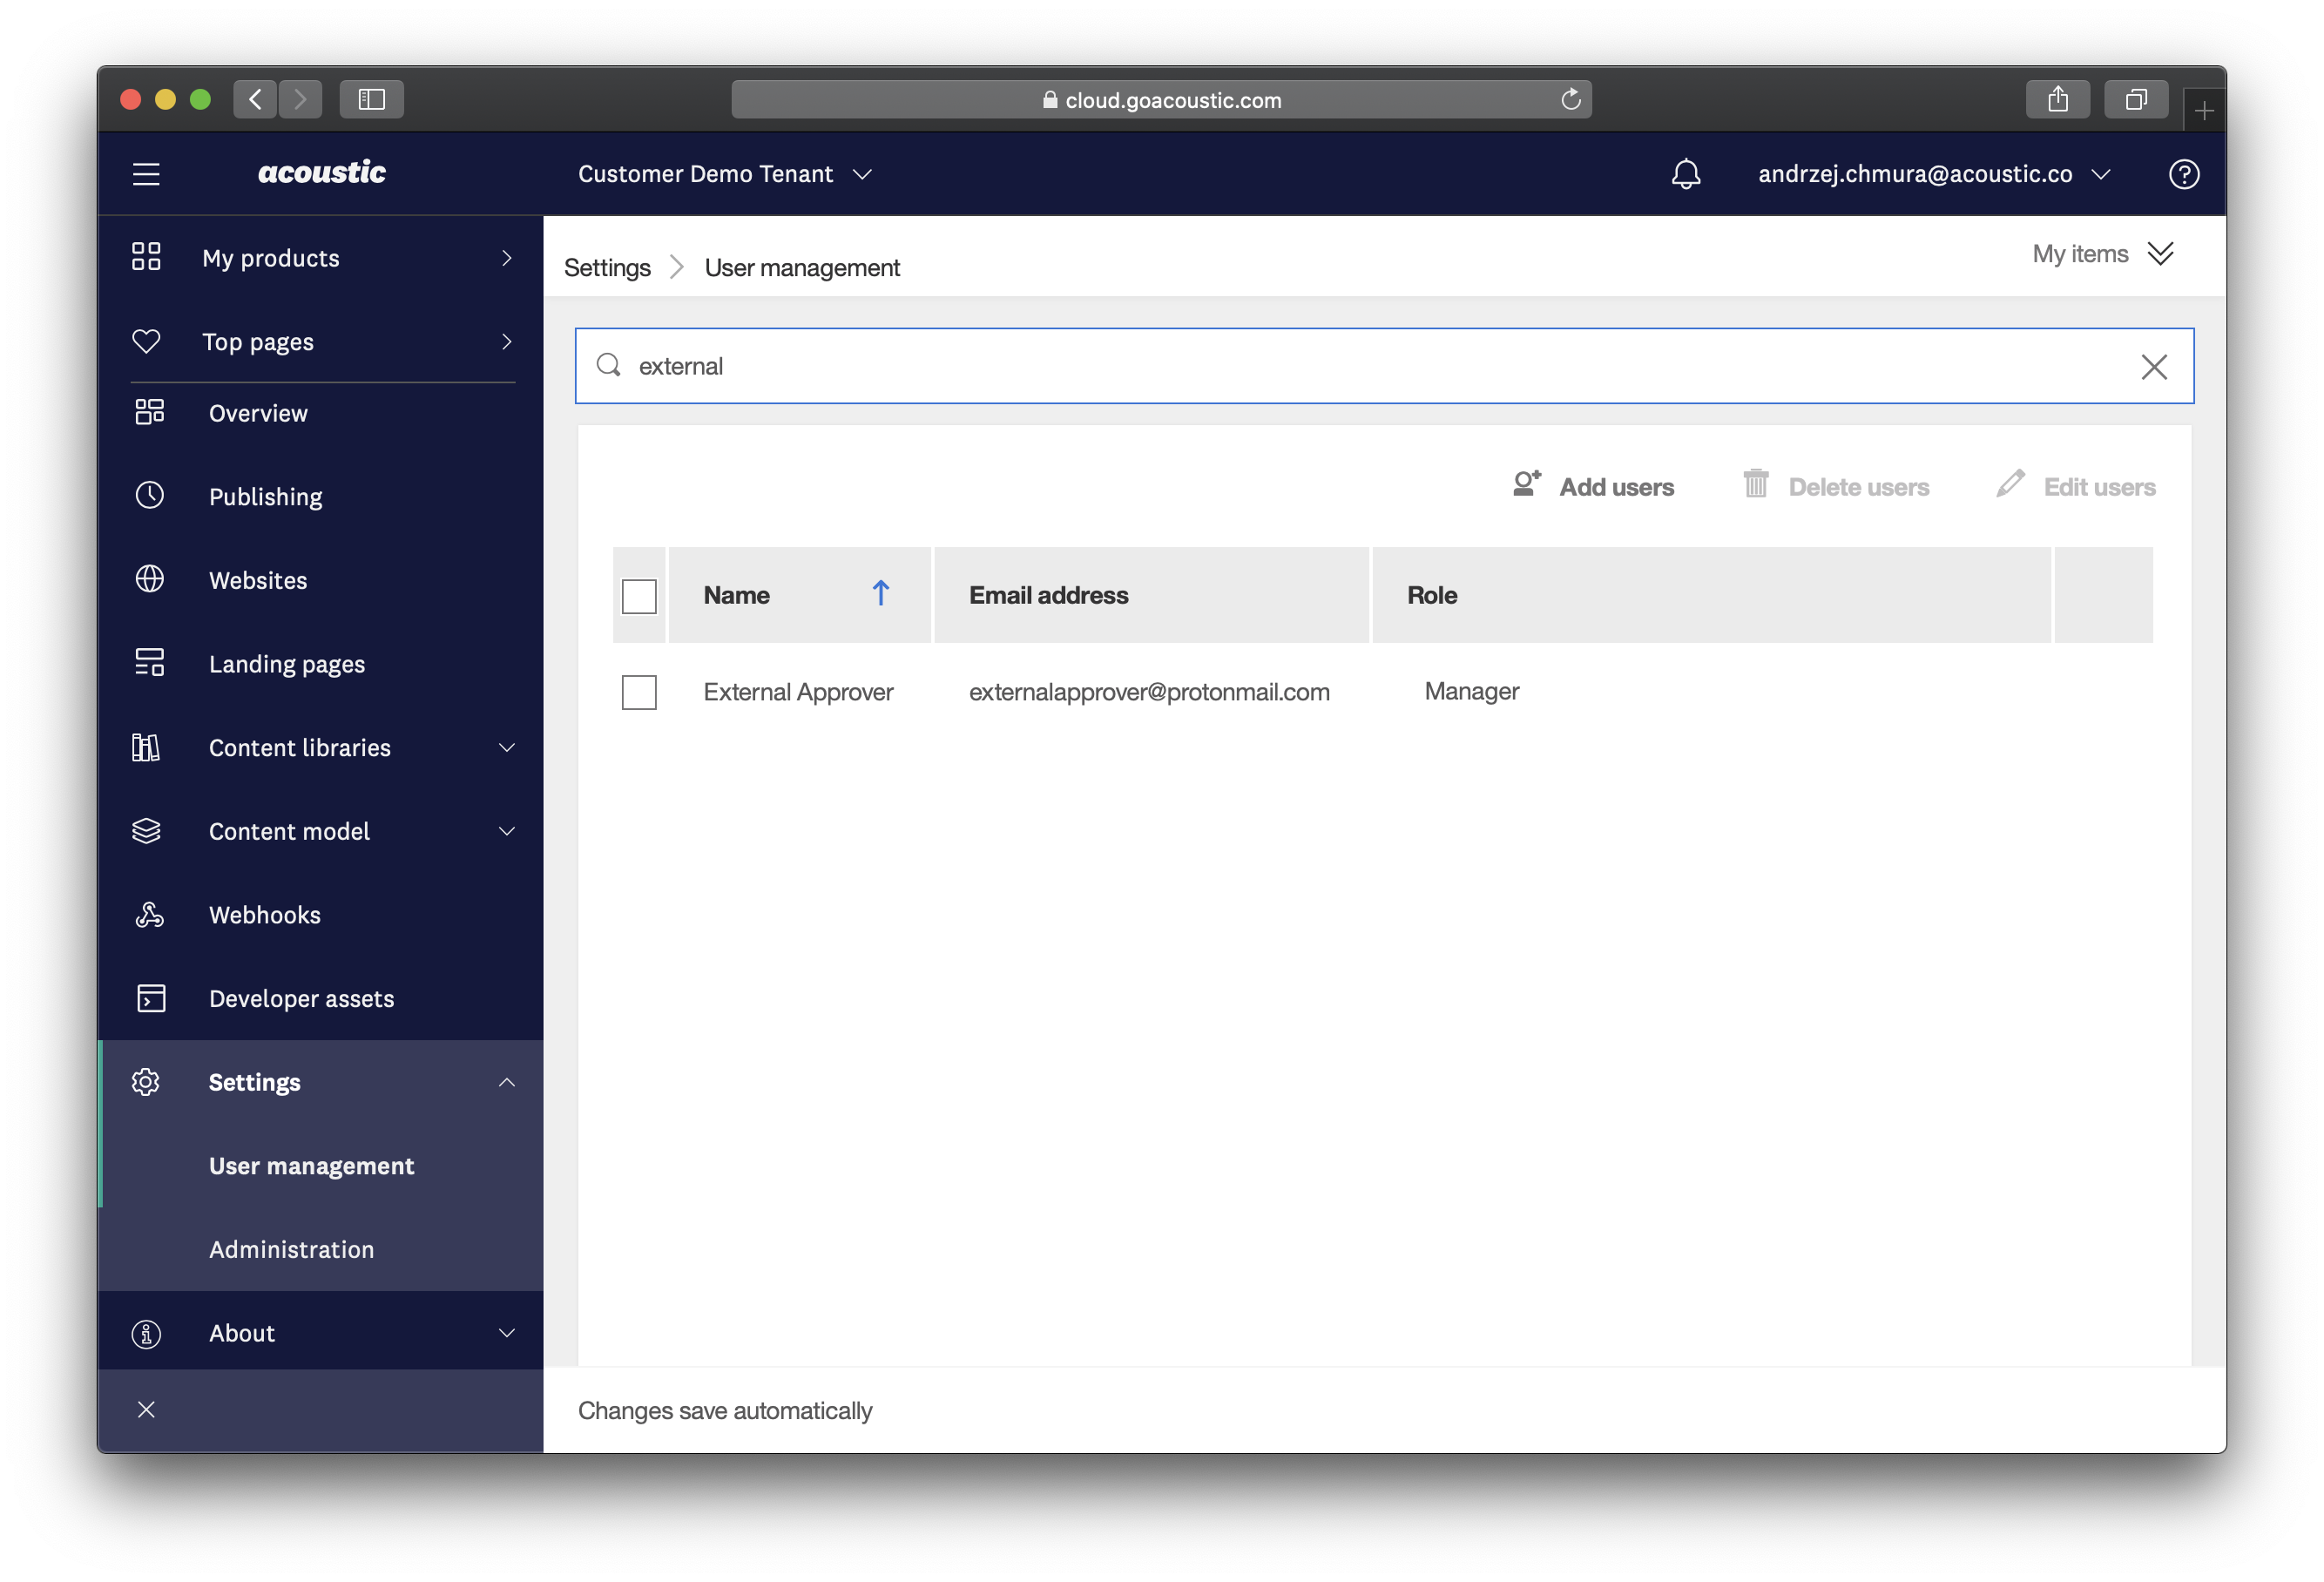 cloud.goacoustic.com
acoustic
Customer Demo Tenant
andrzej.chmura@acoustic.co
My products
Top pages
Overview
Publishing
Websites
Landing pages
Content libraries
Content model
Webhooks
Developer assets
Settings
User management
Administration
About
Settings
User management
My items
external
Add users
Delete users
Edit users
Name
Email address
Role
External Approver
externalapprover@protonmail.com
Manager
Changes save automatically